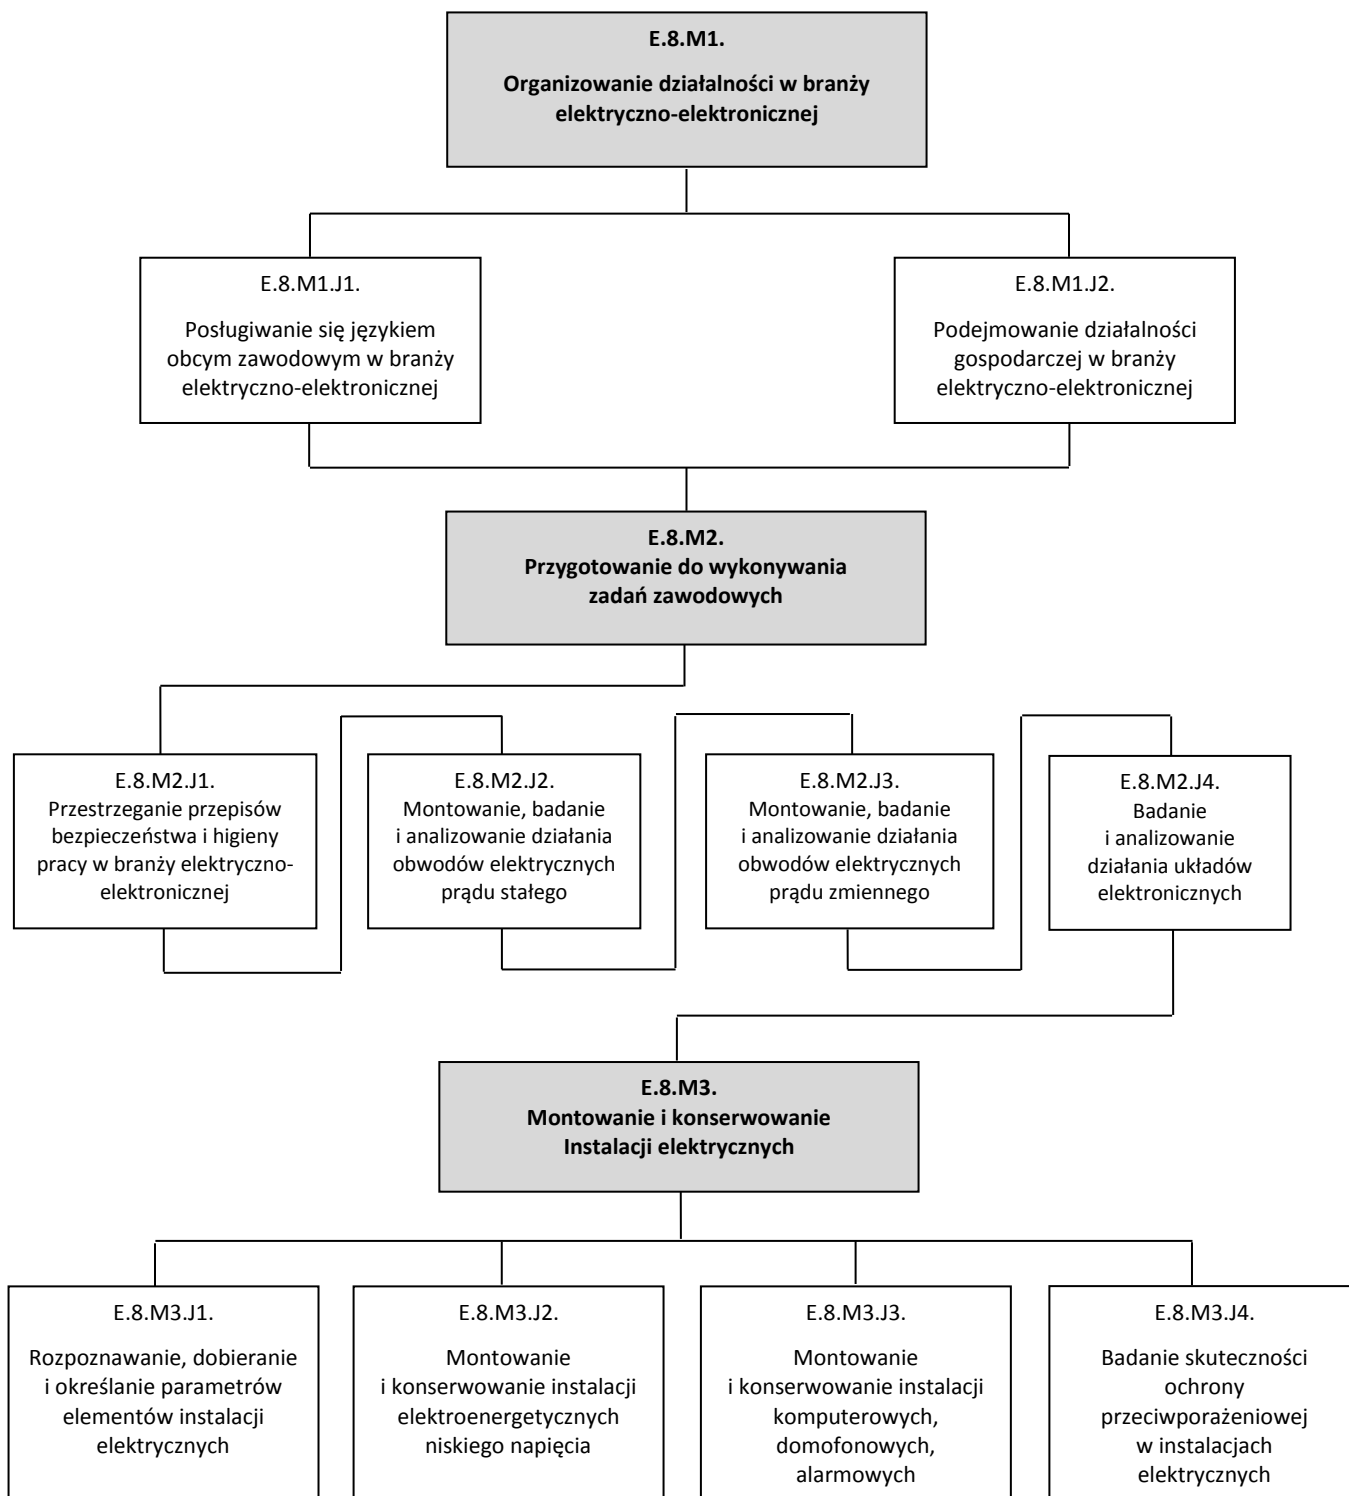 E.8.M1.
Organizowanie działalności w branży
elektryczno-elektronicznej
E.8.M1.J1.
Posługiwanie się językiem
obcym zawodowym w branży
elektryczno-elektronicznej
E.8.M1.J2.
Podejmowanie działalności
gospodarczej w branży
elektryczno-elektronicznej
E.8.M2.
Przygotowanie do wykonywania
zadań zawodowych
E.8.M2.J1.
Przestrzeganie przepisów
bezpieczeństwa i higieny
pracy w branży elektryczno-
elektronicznej
E.8.M2.J2.
Montowanie, badanie
i analizowanie działania
obwodów elektrycznych
prądu stałego
E.8.M2.J3.
Montowanie, badanie
i analizowanie działania
obwodów elektrycznych
prądu zmiennego
E.8.M2.J4.
Badanie
i analizowanie
działania układów
elektronicznych
E.8.M3.
Montowanie i konserwowanie
Instalacji elektrycznych
E.8.M3.J1.
Rozpoznawanie, dobieranie
i określanie parametrów
elementów instalacji
elektrycznych
E.8.M3.J2.
Montowanie
i konserwowanie instalacji
elektroenergetycznych
niskiego napięcia
E.8.M3.J3.
Montowanie
i konserwowanie instalacji
komputerowych,
domofonowych,
alarmowych
E.8.M3.J4.
Badanie skuteczności
ochrony
przeciwporażeniowej
w instalacjach
elektrycznych